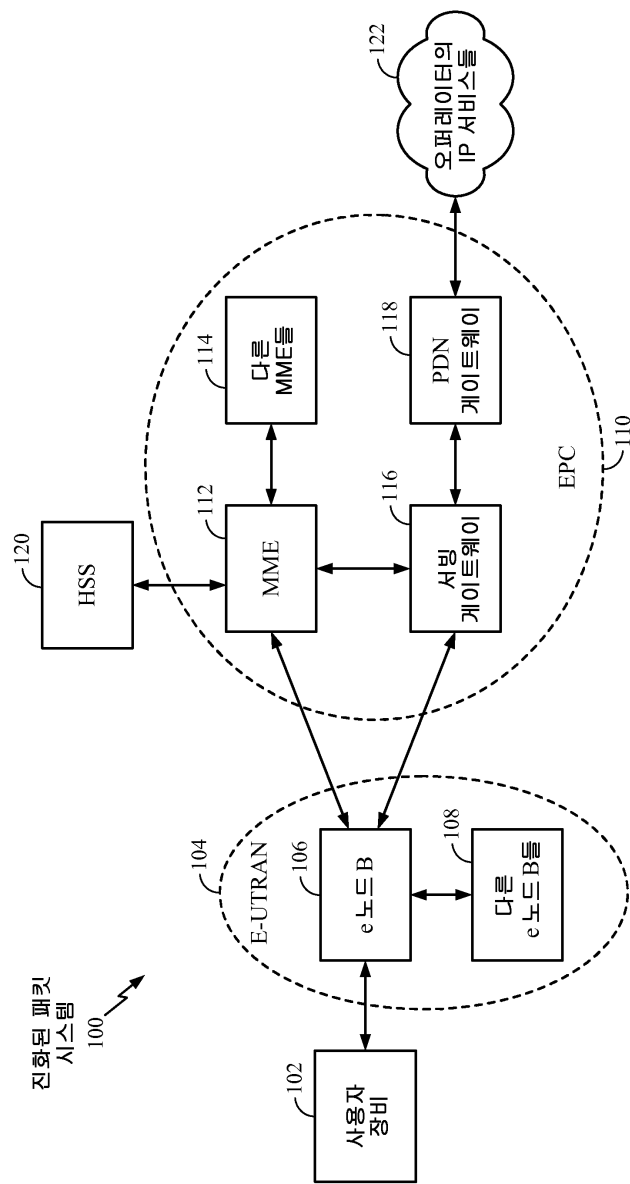 진화된 패킷
시스템
100
102
사용자
장비
104
E-UTRAN
106
e 노드 B
108
다른
e 노드 B들
120
HSS
112
MME
114
다른
MME들
116
서빙
게이트웨이
118
PDN
게이트웨이
EPC
110
122
오퍼레이터의
IP 서비스들